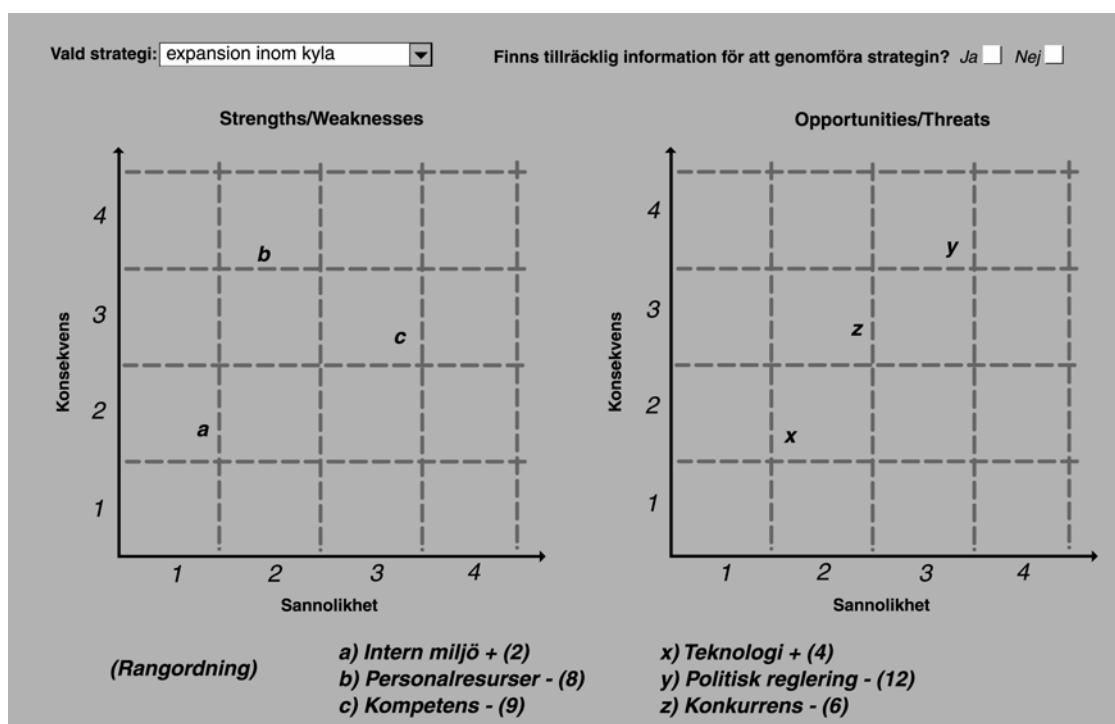 Vald strategi: expansion inom kyla
Finns tillräcklig information för att genomföra strategin? Ja Nej
Strengths/Weaknesses
Konsekvens
4
3
2
1
b
c
a
1 2 3 4
Sannolikhet
Opportunities/Threats
Konsekvens
4
3
2
1
y
z
x
1 2 3 4
Sannolikhet
(Rangordning)
a) Intern miljö + (2)
b) Personalresurser - (8)
c) Kompetens - (9)
x) Teknologi + (4)
y) Politisk reglering - (12)
z) Konkurrens - (6)